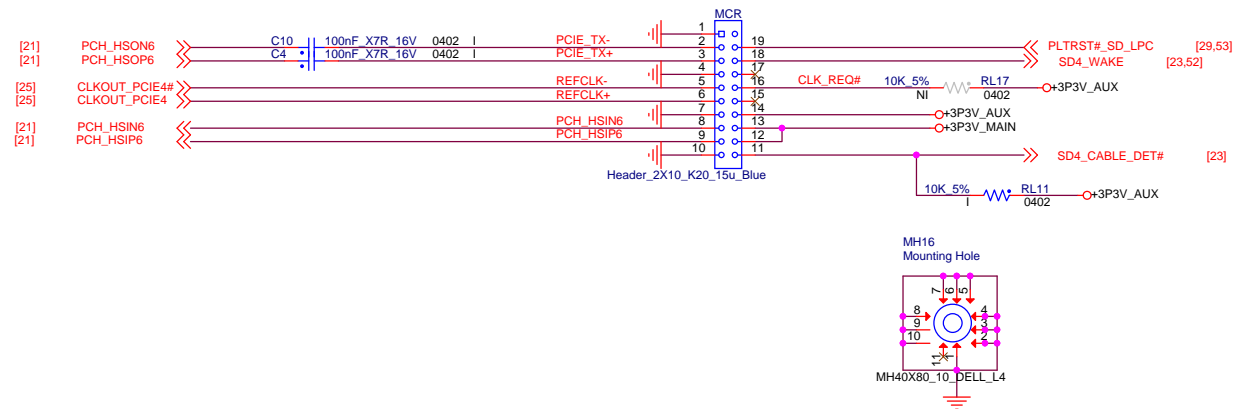 MCR
1
[21] PCH_HSON6 C10 100nF_X7R_16V 0402 I PCIE_TX- 2 19 PLTRST#_SD_LPC [29,53]
[21] PCH_HSOP6 C4 100nF_X7R_16V 0402 I PCIE_TX+ 3 18 SD4_WAKE [23,52]
4 17
[25] CLKOUT_PCIE4# REFCLK- 5 16 CLK_REQ# 10K_5% NI RL17 0402 +3P3V_AUX
[25] CLKOUT_PCIE4 REFCLK+ 6 15
7 14 +3P3V_AUX
[21] PCH_HSIN6 PCH_HSIN6 8 13 +3P3V_MAIN
[21] PCH_HSIP6 PCH_HSIP6 9 12
10 11 SD4_CABLE_DET# [23]
Header_2X10_K20_15u_Blue
10K_5% RL11 +3P3V_AUX
I 0402
MH16
Mounting Hole
7 6 5
8 4
9 3
10 2
11 1
MH40X80_10_DELL_L4